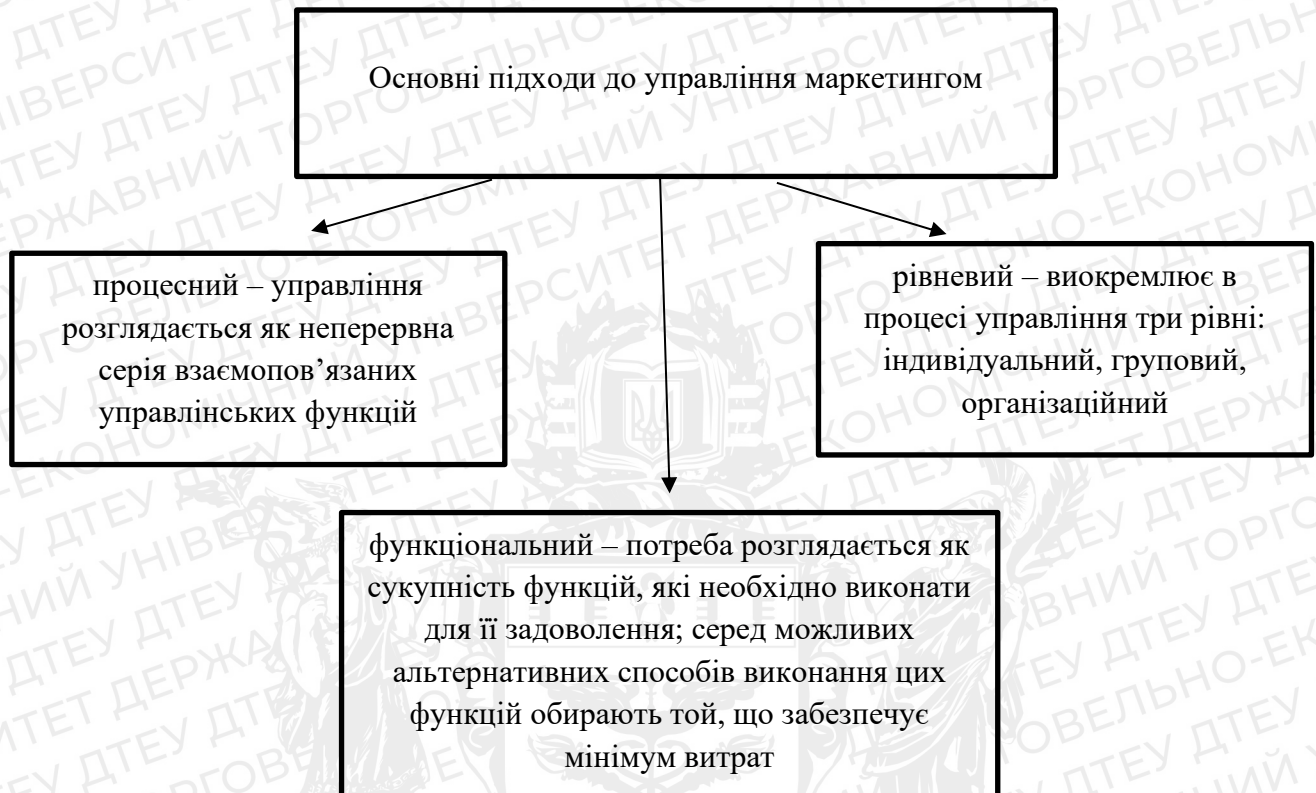 Основні підходи до управління маркетингом
процесний – управління
розглядається як неперервна
серія взаємопов’язаних
управлінських функцій
рівневий – виокремлює в
процесі управління три рівні:
індивідуальний, груповий,
організаційний
функціональний – потреба розглядається як
сукупність функцій, які необхідно виконати
для її задоволення; серед можливих
альтернативних способів виконання цих
функцій обирають той, що забезпечує
мінімум витрат